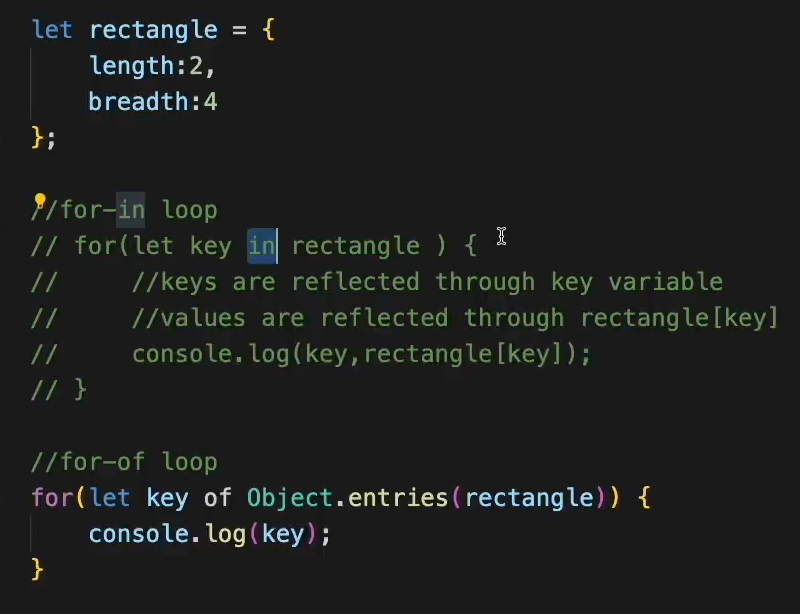 let rectangle = {
    length:2,
    breadth:4
};
//for-in loop
// for(let key in rectangle ) {
//     //keys are reflected through key variable
//     //values are reflected through rectangle[key]
//     console.log(key,rectangle[key]);
// }
//for-of loop
for(let key of Object.entries(rectangle)) {
    console.log(key);
}